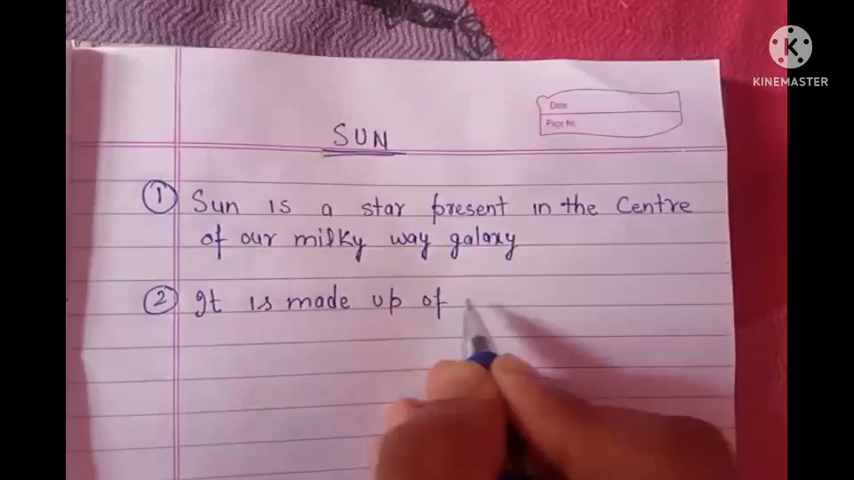 KINEMASTER
Date
Page No.
SUN
1 Sun is a star present in the Centre
of our milky way galaxy
2 It is made up of